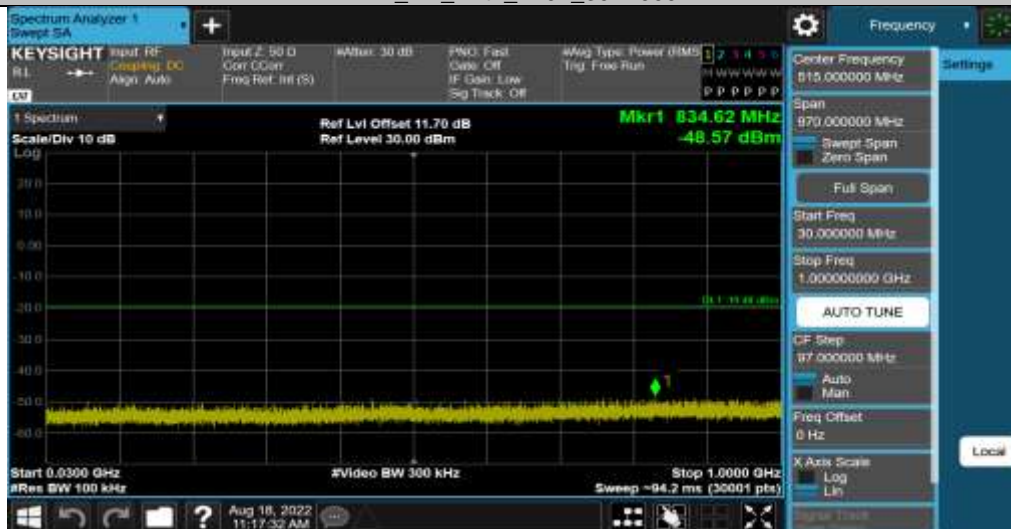 Spectrum Analyzer 1
Swept SA
Frequency
KEYSIGHT
RL
Input: RF
Coupling: DC
Align: Auto
Input Z: 50 Ω
Corr CCorr
Freq Ref: Int (S)
#Atten: 30 dB
PNO: Fast
Gate: Off
IF Gain: Low
Sig Track: Off
#Avg Type: Power (RMS
Trig: Free Run
1 2 3 4 5 6
M W W W W W
P P P P P P
1 Spectrum
Scale/Div 10 dB
Log
Ref Lvl Offset 11.70 dB
Ref Level 30.00 dBm
Mkr1 834.62 MHz
-48.57 dBm
20.0
10.0
0.00
-10.0
-20.0
-30.0
-40.0
-50.0
-60.0
1
Start 0.0300 GHz
#Res BW 100 kHz
#Video BW 300 kHz
Stop 1.0000 GHz
Sweep ~94.2 ms (30001 pts)
Center Frequency
515.000000 MHz
Span
970.000000 MHz
Swept Span
Zero Span
Full Span
Start Freq
30.000000 MHz
Stop Freq
1.000000000 GHz
AUTO TUNE
CF Step
97.000000 MHz
Auto
Man
Freq Offset
0 Hz
X Axis Scale
Log
Lin
Signal Track
Settings
Local
?
Aug 18, 2022
11:17:32 AM